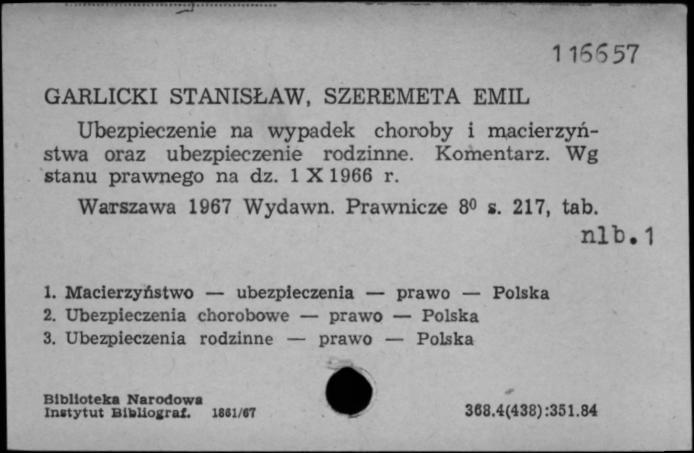 116657
GARLICKI STANISŁAW, SZEREMETA EMIL
Ubezpieczenie na wypadek choroby i macierzyń-
stwa oraz ubezpieczenie rodzinne. Komentarz. Wg
stanu prawnego na dz. 1 X 1966 r.
Warszawa 1967 Wydawn. Prawnicze 8⁰ s. 217, tab.
nlb. 1
1. Macierzyństwo — ubezpieczenia — prawo — Polska
2. Ubezpieczenia chorobowe — prawo — Polska
3. Ubezpieczenia rodzinne — prawo — Polska
Biblioteka Narodowa
Instytut Bibliograf. 1861/67 368.4(438):351.84